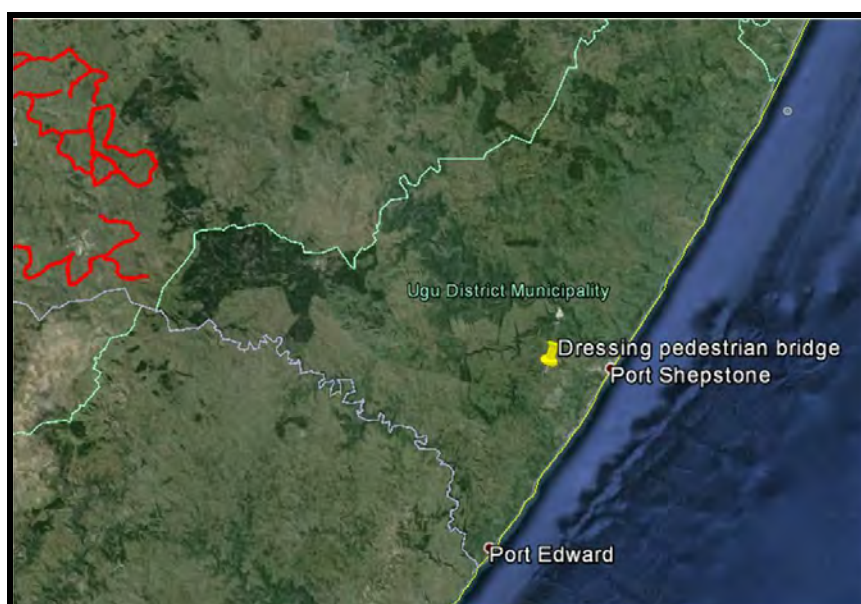 Ugu District Municipality
Dressing pedestrian bridge
Port Shepstone
Port Edward